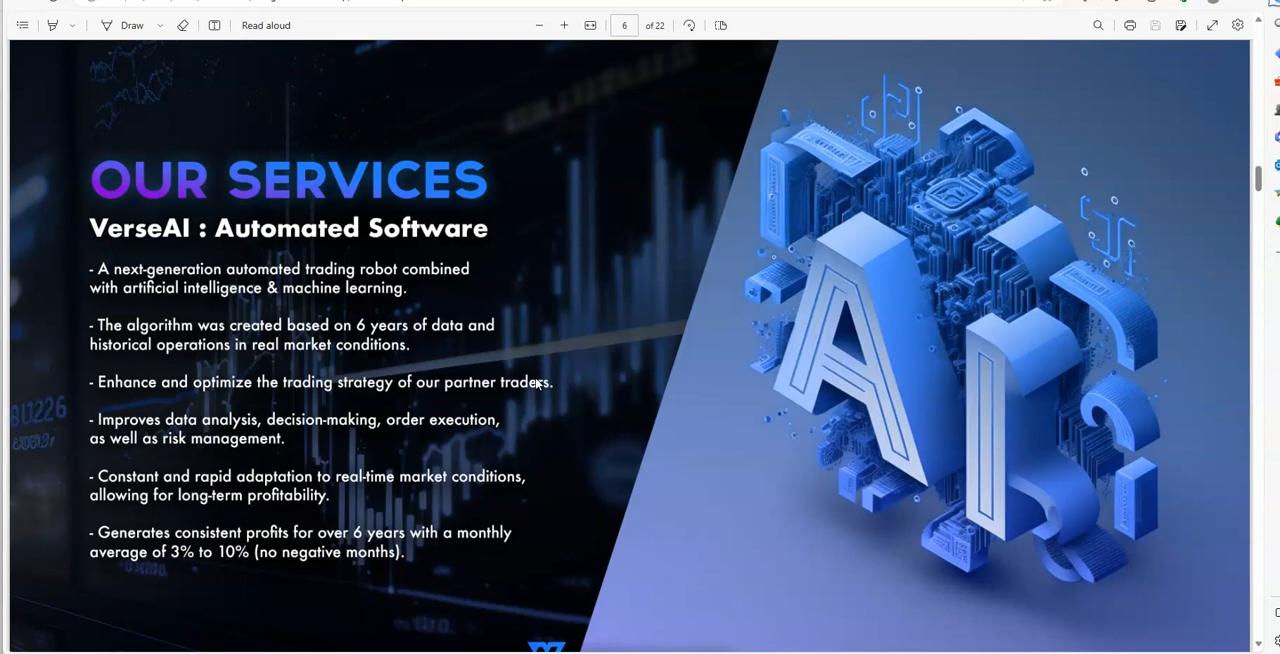 Draw
Read aloud
6 of 22
OUR SERVICES
VerseAI : Automated Software
- A next-generation automated trading robot combined
with artificial intelligence & machine learning.
- The algorithm was created based on 6 years of data and
historical operations in real market conditions.
- Enhance and optimize the trading strategy of our partner traders.
- Improves data analysis, decision-making, order execution,
as well as risk management.
- Constant and rapid adaptation to real-time market conditions,
allowing for long-term profitability.
- Generates consistent profits for over 6 years with a monthly
average of 3% to 10% (no negative months).
AI